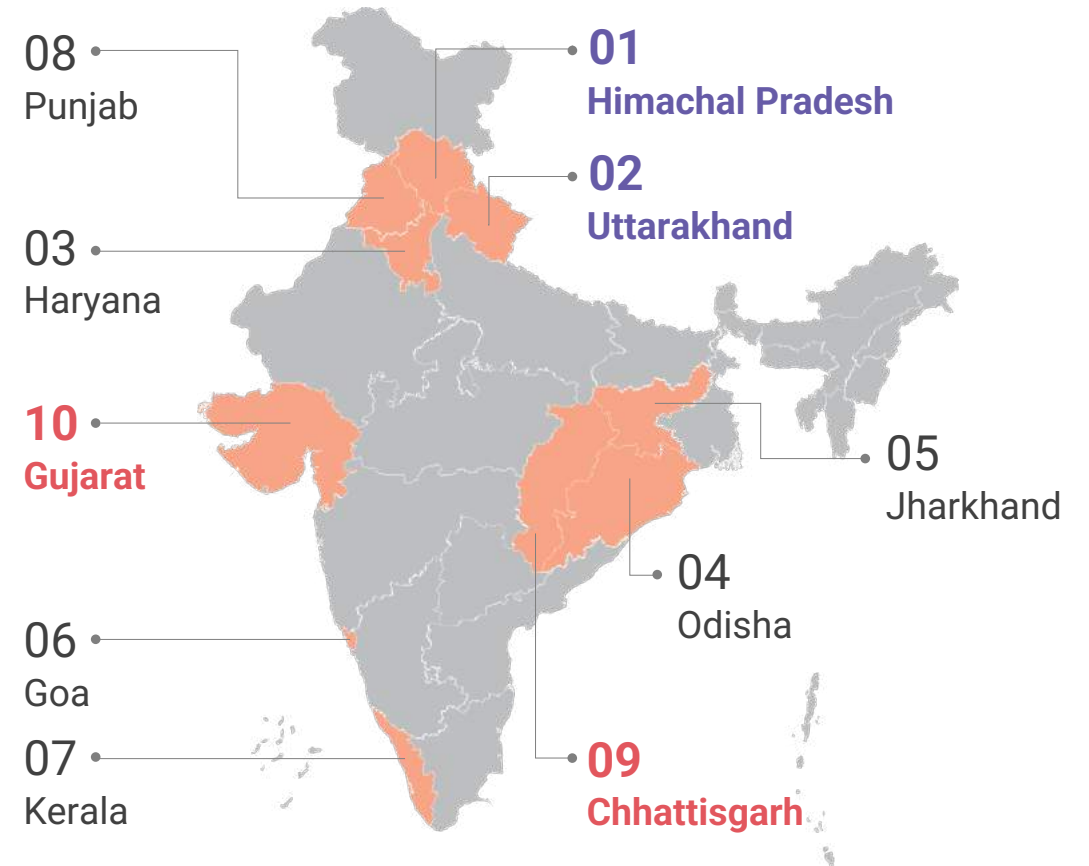 08
Punjab
01
Himachal Pradesh
02
Uttarakhand
03
Haryana
10
Gujarat
05
Jharkhand
04
Odisha
06
Goa
07
Kerala
09
Chhattisgarh